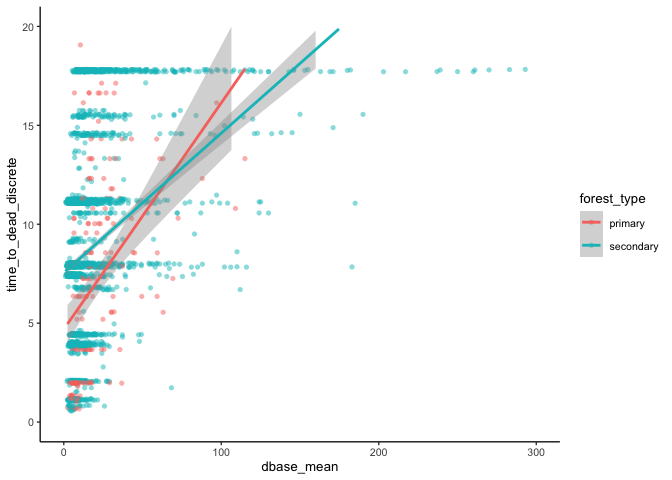 20
15
10
5
0
time_to_dead_discrete
0
100
200
300
dbase_mean
forest_type
primary
secondary